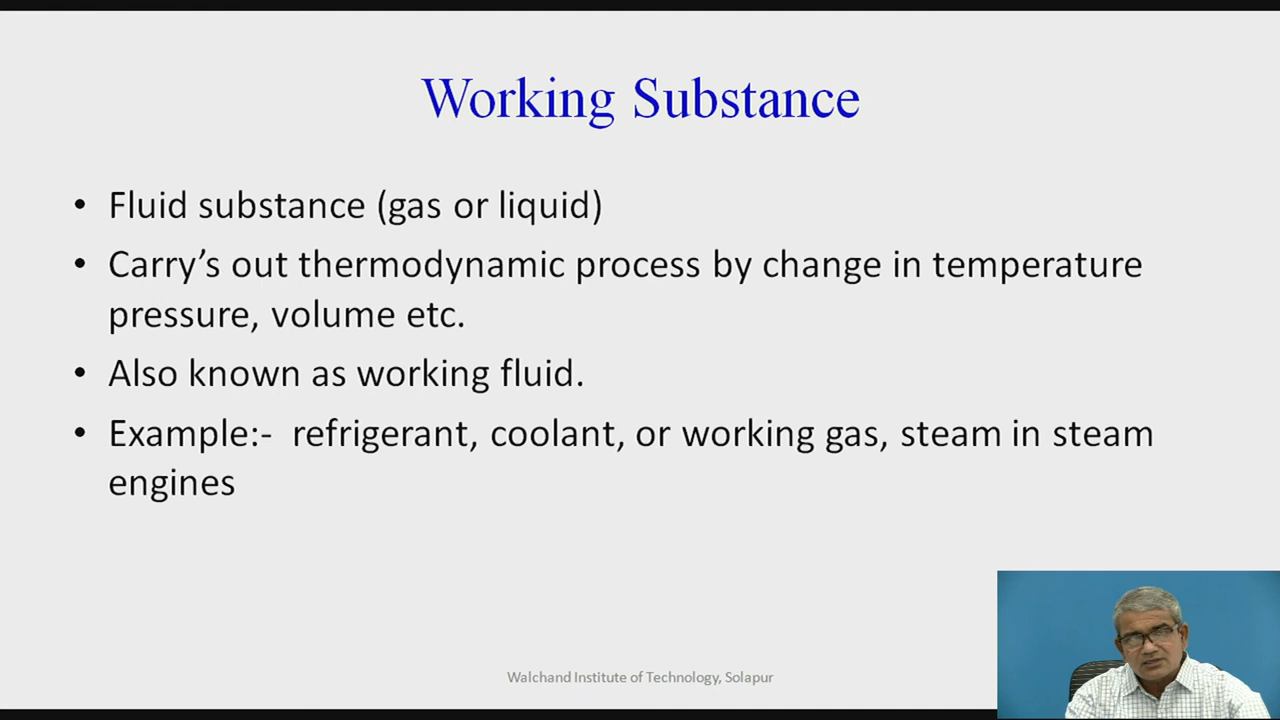 Working Substance
• Fluid substance (gas or liquid)
• Carry’s out thermodynamic process by change in temperature
pressure, volume etc.
• Also known as working fluid.
• Example:-  refrigerant, coolant, or working gas, steam in steam
engines
Walchand Institute of Technology, Solapur